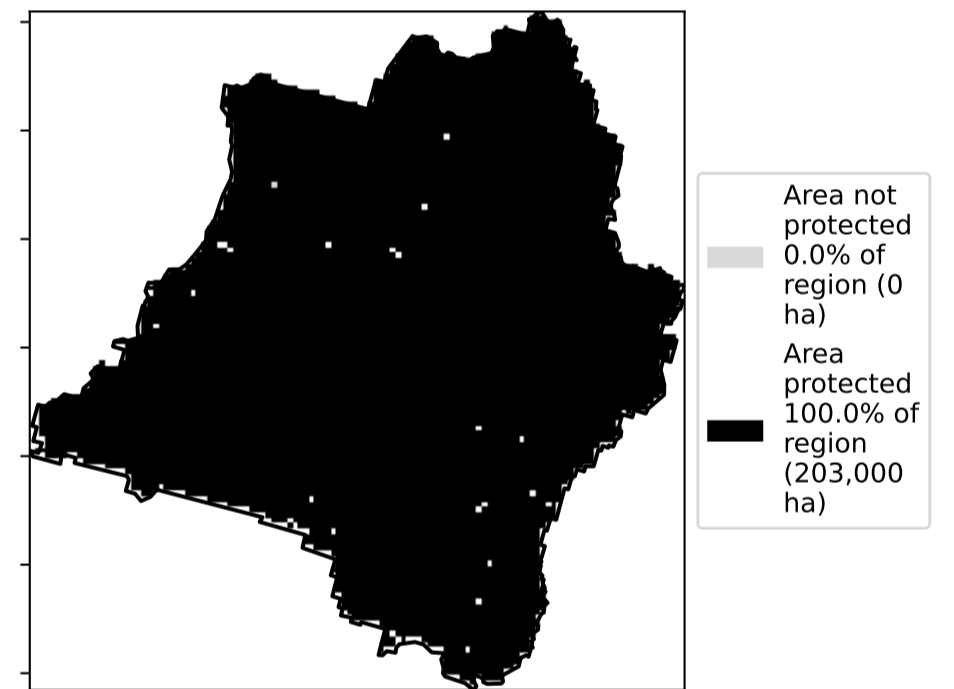 Area not
protected
0.0% of
region (0
ha)
Area
protected
100.0% of
region
(203,000
ha)